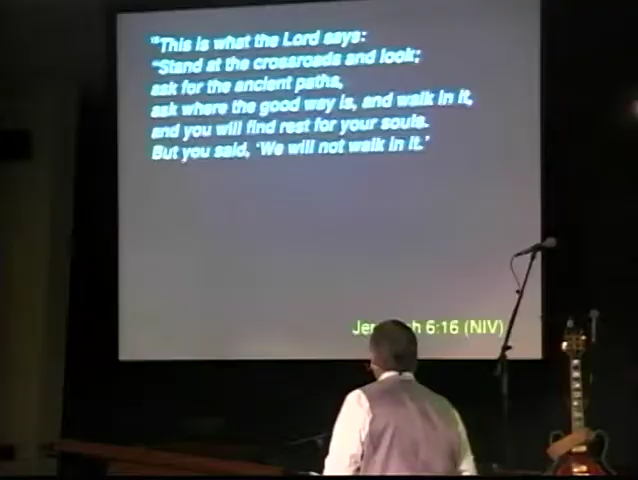 "This is what the Lord says:
"Stand at the crossroads and look;
ask for the ancient paths,
ask where the good way is, and walk in it,
and you will find rest for your souls.
But you said, 'We will not walk in it.'
6:16 (NIV)